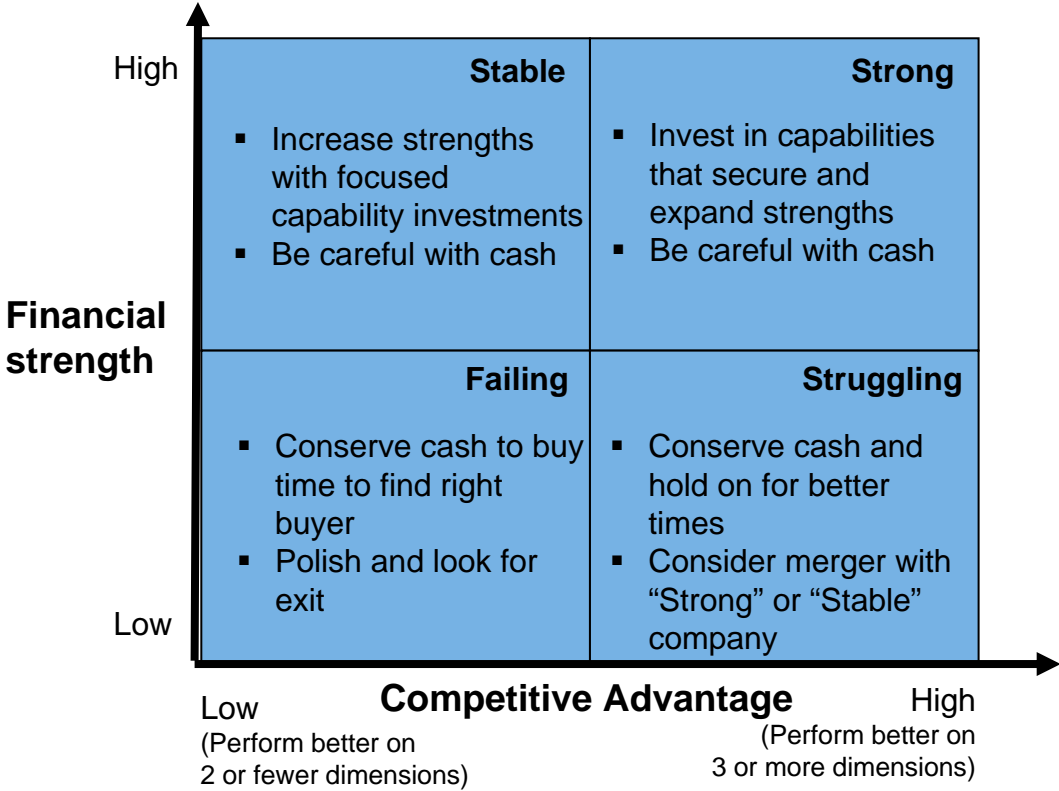 High
Stable
▪ Increase strengths
with focused
capability investments
▪ Be careful with cash
Strong
▪ Invest in capabilities
that secure and
expand strengths
▪ Be careful with cash
Financial
strength
Failing
▪ Conserve cash to buy
time to find right
buyer
▪ Polish and look for
exit
Struggling
▪ Conserve cash and
hold on for better
times
▪ Consider merger with
“Strong” or “Stable”
company
Low
Low
(Perform better on
2 or fewer dimensions)
Competitive Advantage
High
(Perform better on
3 or more dimensions)